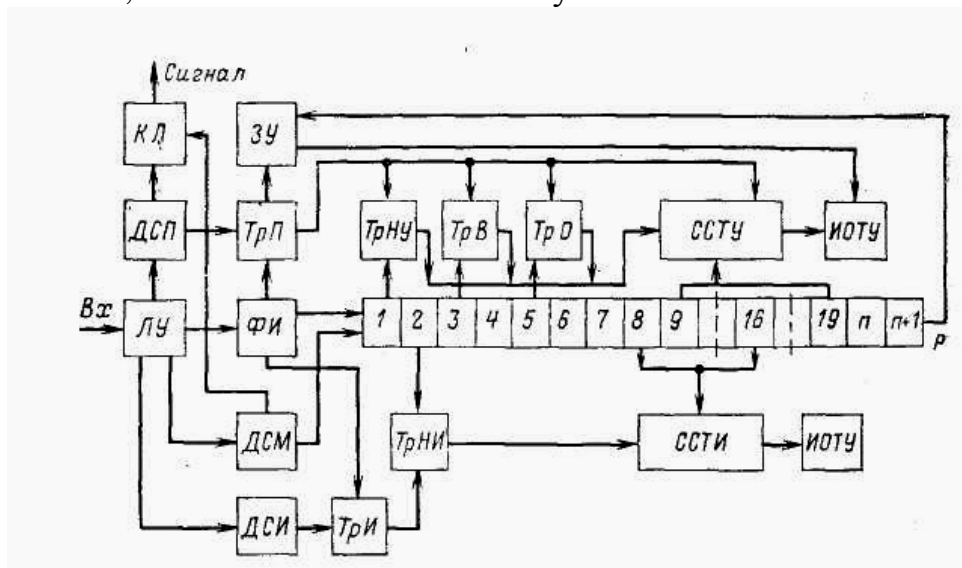 Сигнал
КЛ ЗУ
ДСП ТрП ТрНУ ТрВ ТрО ССТУ ИОТУ
Вх ЛУ ФИ 1 2 3 4 5 6 7 8 9 16 19 п п+1 Р
ДСМ ТрНИ ССТИ ИОТУ
ДСИ ТрИ